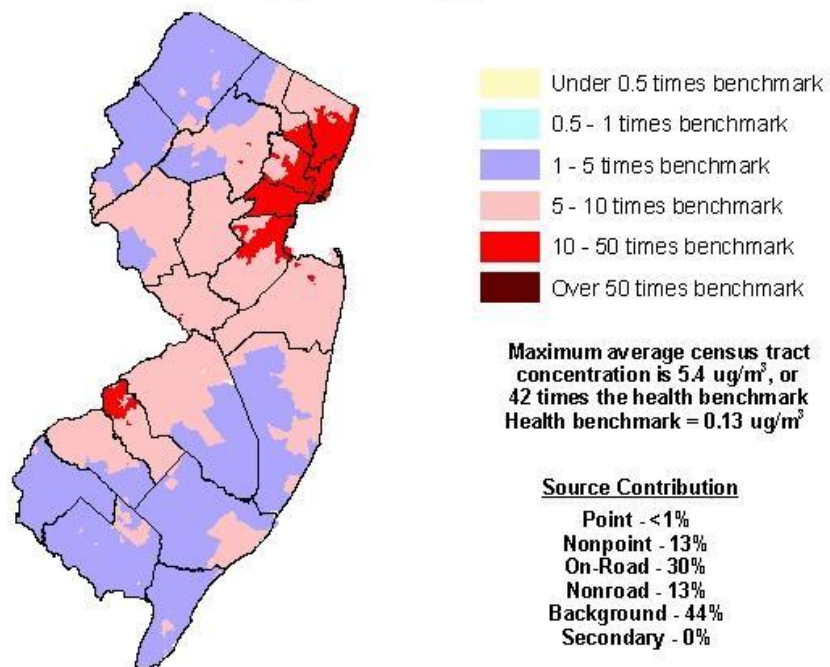 Under 0.5 times benchmark
0.5 - 1 times benchmark
1 - 5 times benchmark
5 - 10 times benchmark
10 - 50 times benchmark
Over 50 times benchmark
Maximum average census tract
concentration is 5.4 ug/m³, or
42 times the health benchmark
Health benchmark = 0.13 ug/m³
Source Contribution
Point - <1%
Nonpoint - 13%
On-Road - 30%
Nonroad - 13%
Background - 44%
Secondary - 0%